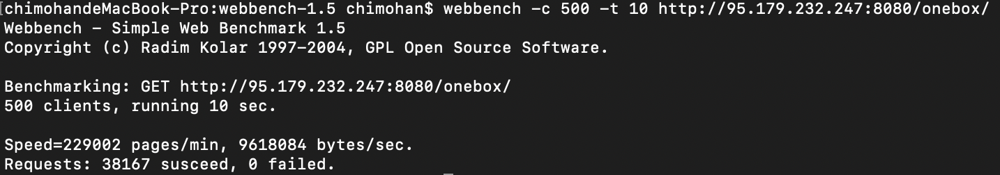 chimohandeMacBook-Pro:webbench-1.5 chimohan$ webbench -c 500 -t 10 http://95.179.232.247:8080/onebox/
Webbench - Simple Web Benchmark 1.5
Copyright (c) Radim Kolar 1997-2004, GPL Open Source Software.

Benchmarking: GET http://95.179.232.247:8080/onebox/
500 clients, running 10 sec.

Speed=229002 pages/min, 9618084 bytes/sec.
Requests: 38167 susceed, 0 failed.